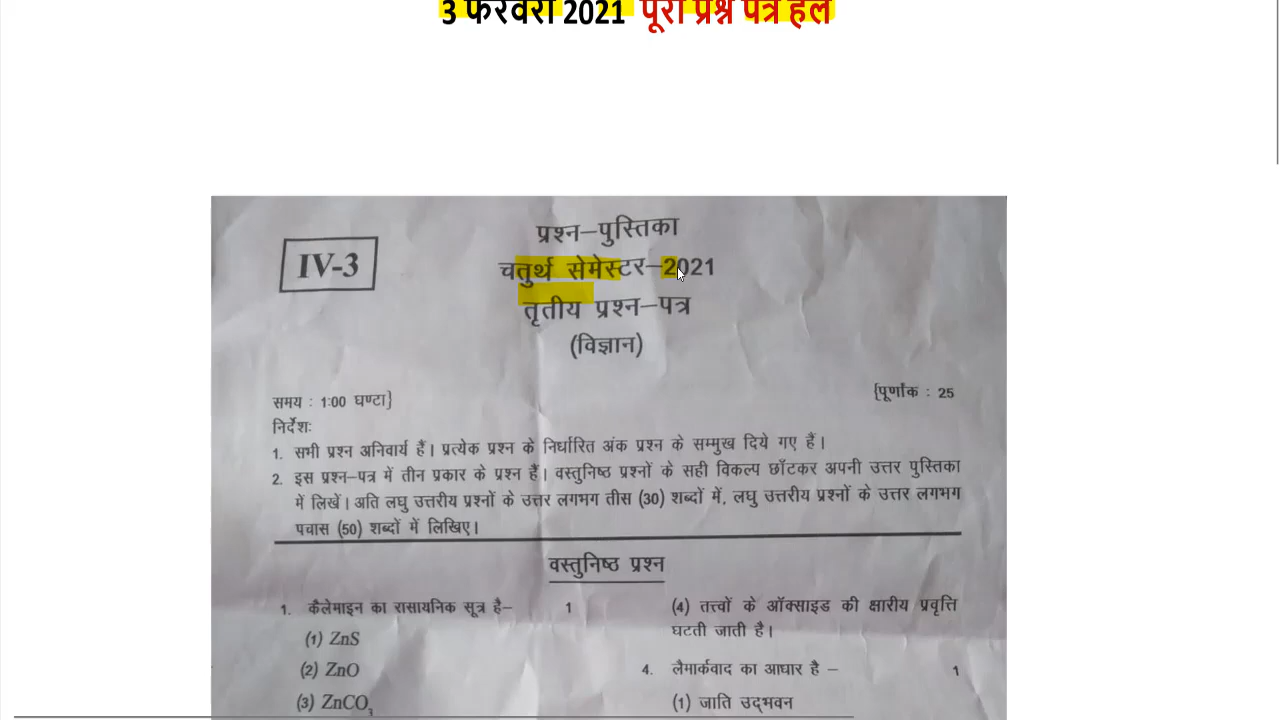 3 फरवरी 2021 पूरा प्रश्न पत्र हल
प्रश्न–पुस्तिका
IV-3
चतुर्थ सेमेस्टर–2021
तृतीय प्रश्न–पत्र
(विज्ञान)
समय : 1:00 घण्टा}
{पूर्णांक : 25
निर्देशः
1. सभी प्रश्न अनिवार्य हैं। प्रत्येक प्रश्न के निर्धारित अंक प्रश्न के सम्मुख दिये गए हैं।
2. इस प्रश्न–पत्र में तीन प्रकार के प्रश्न हैं। वस्तुनिष्ठ प्रश्नों के सही विकल्प छाँटकर अपनी उत्तर पुस्तिका
में लिखें। अति लघु उत्तरीय प्रश्नों के उत्तर लगभग तीस (30) शब्दों में, लघु उत्तरीय प्रश्नों के उत्तर लगभग
पचास (50) शब्दों में लिखिए।
वस्तुनिष्ठ प्रश्न
1. कैलेमाइन का रासायनिक सूत्र है– 1
(1) ZnS
(2) ZnO
(3) ZnCO3
(4) तत्त्वों के ऑक्साइड की क्षारीय प्रवृत्ति
घटती जाती है।
4. लैमार्कवाद का आधार है – 1
(1) जाति उद्भवन